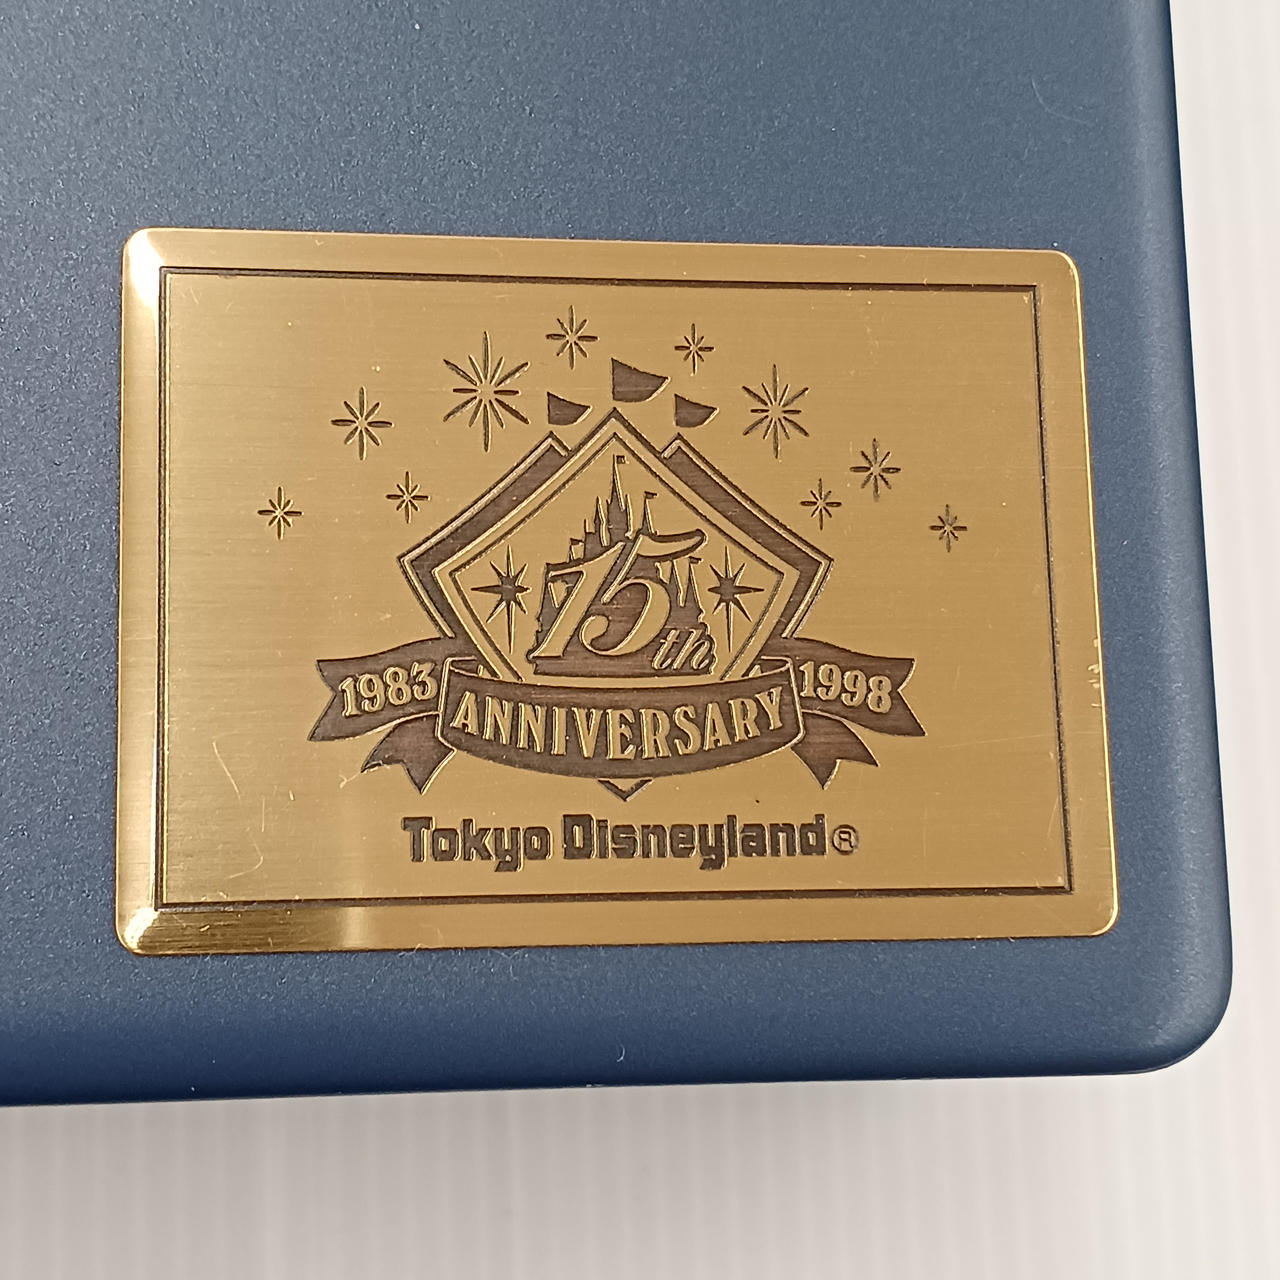 15th
1983 ANNIVERSARY 1998
Tokyo Disneyland®